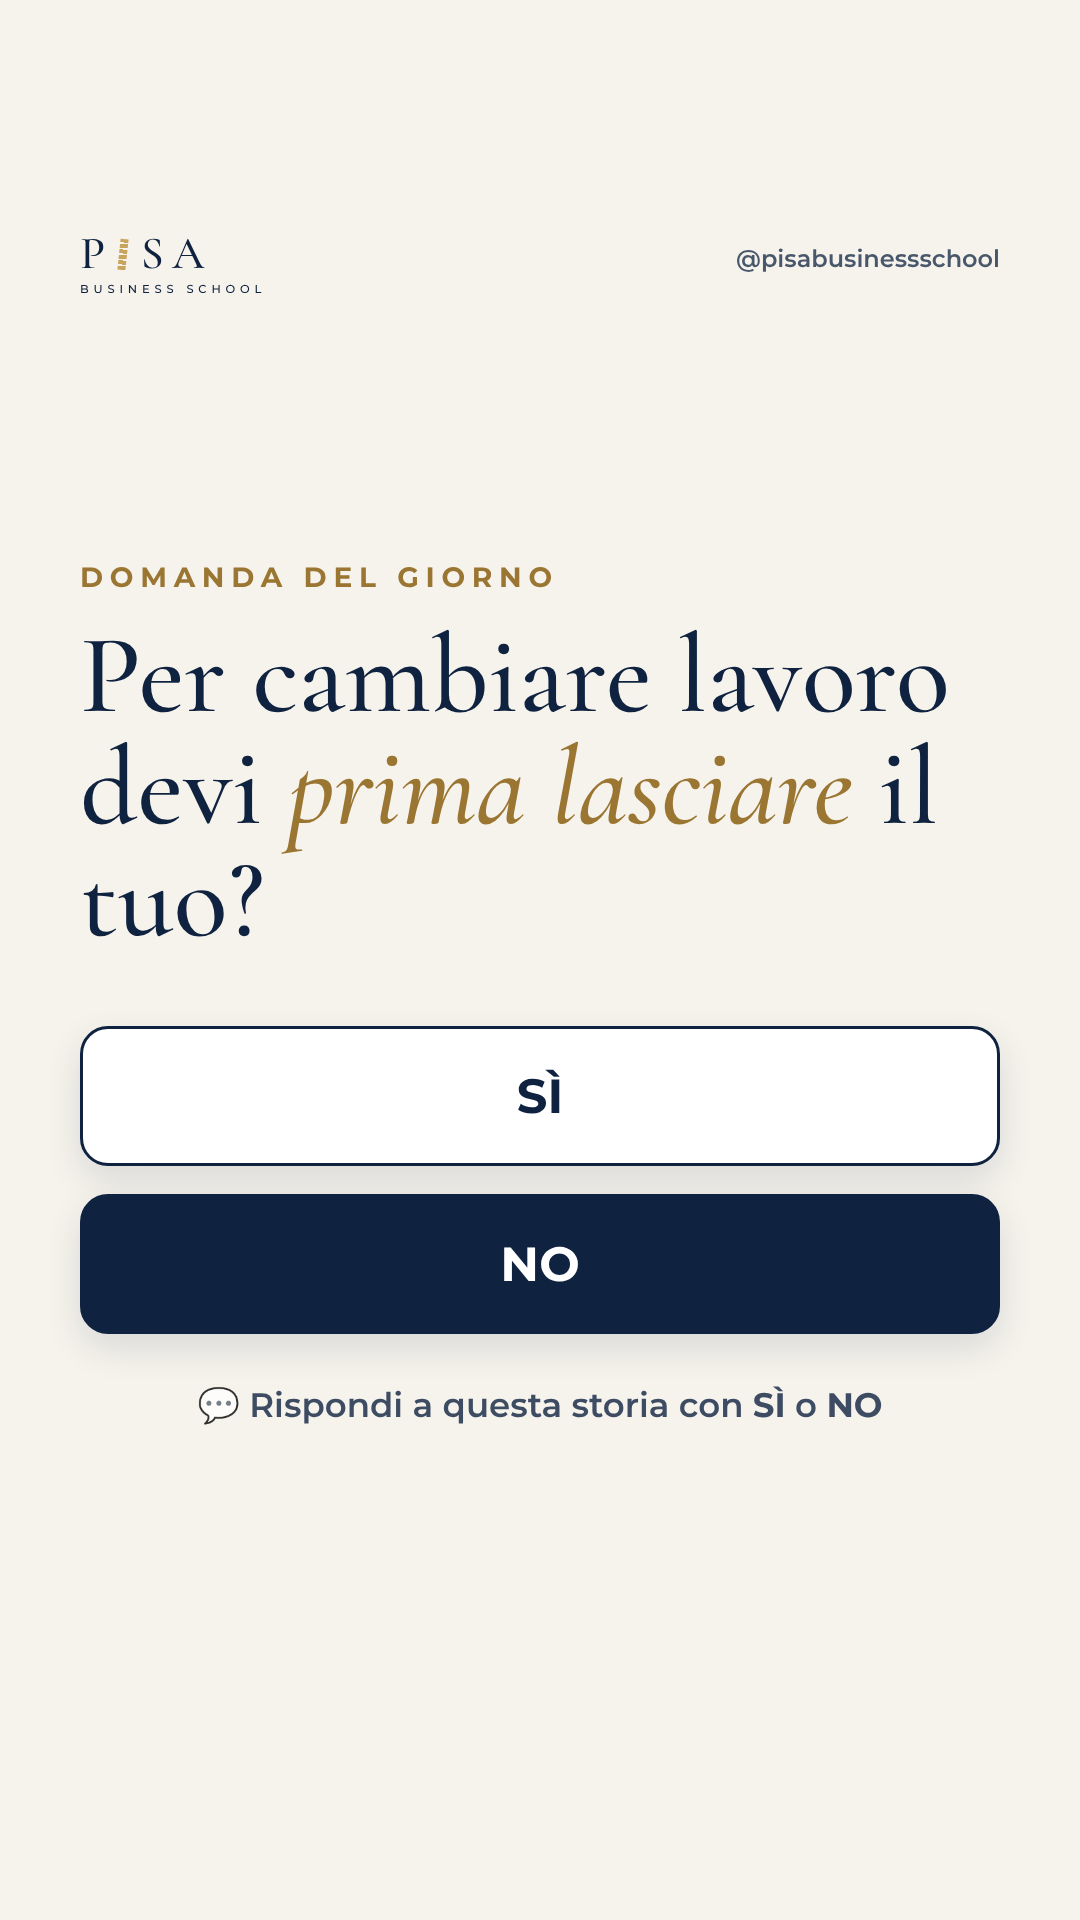 PISA
BUSINESS SCHOOL
@pisabusinessschool
DOMANDA DEL GIORNO
Per cambiare lavoro
devi prima lasciare il
tuo?
SÌ
NO
💬 Rispondi a questa storia con SÌ o NO